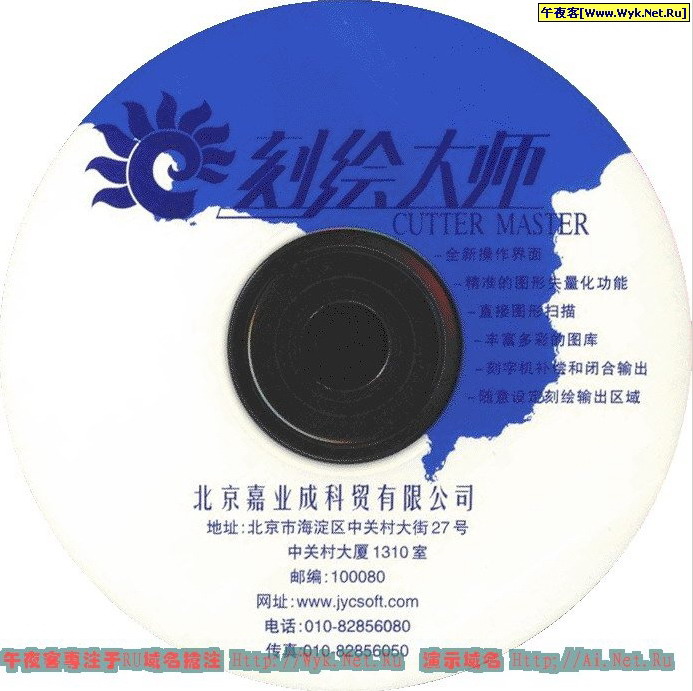 午夜客[Www.Wyk.Net.Ru]
刻绘大师
CUTTER MASTER
-全新操作界面
-精准的图形矢量化功能
-直接图形扫描
-丰富多彩的图库
-刻字机补偿和闭合输出
-随意设定刻绘输出区域
北京嘉业成科贸有限公司
地址:北京市海淀区中关村大街27号
中关村大厦1310室
邮编:100080
网址:www.jycsoft.com
电话:010-82856080
传真:010-82856050
午夜客专注于RU域名挖注 Http://Wyk.Net.Ru 演示域名 Http://Ai.Net.Ru